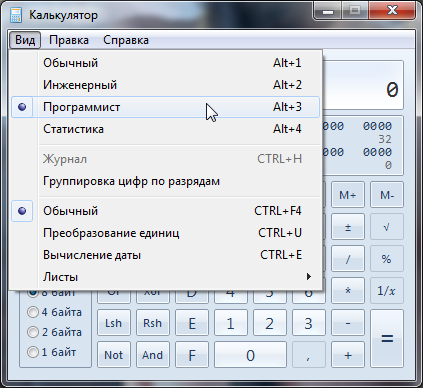 Калькулятор
Вид Правка Справка
Обычный Alt+1
Инженерный Alt+2
Программист Alt+3
Статистика Alt+4
Журнал CTRL+H
Группировка цифр по разрядам
Обычный CTRL+F4
Преобразование единиц CTRL+U
Вычисление даты CTRL+E
Листы
0
000 0000
32
000 0000
0
M+ M-
± √
/ %
8 байт Or Xor D 4 5 6 * 1/x
4 байта Lsh Rsh E 1 2 3 - =
2 байта
1 байт Not And F 0 , +